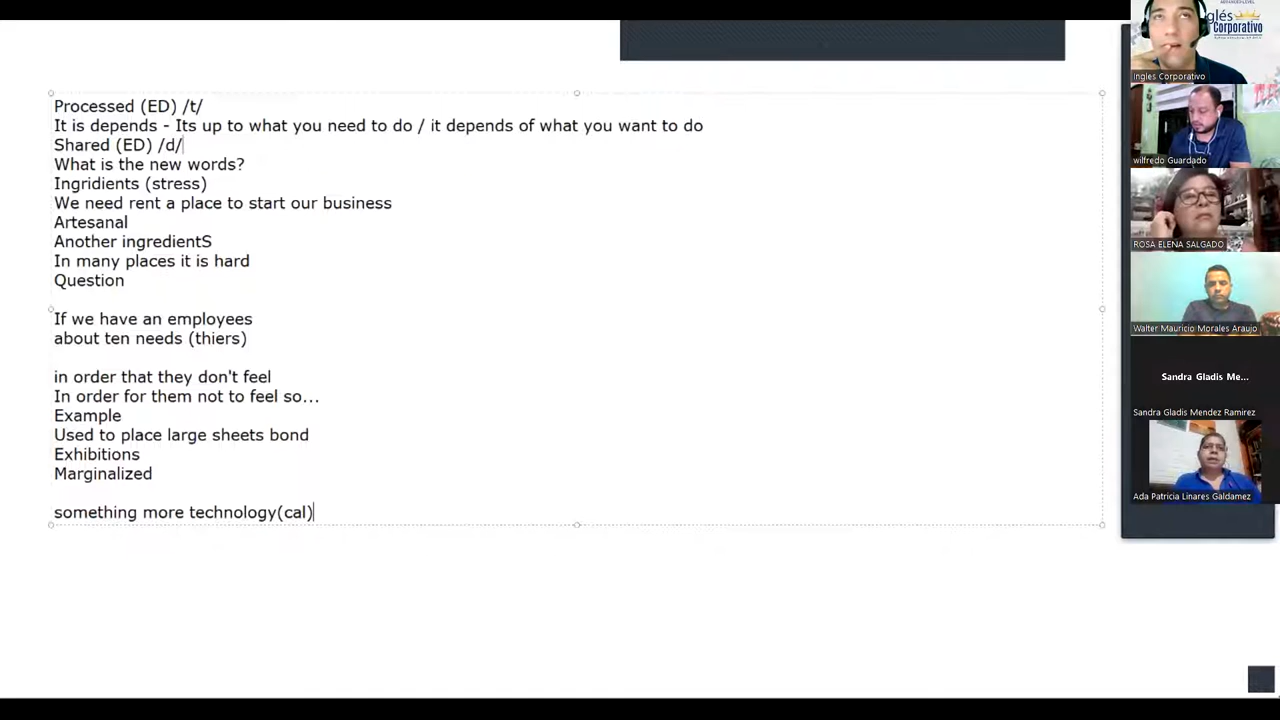 Processed (ED) /t/
It is depends - Its up to what you need to do / it depends of what you want to do
Shared (ED) /d/
What is the new words?
Ingridients (stress)
We need rent a place to start our business
Artesanal
Another ingredientS
In many places it is hard
Question
If we have an employees
about ten needs (thiers)
in order that they don't feel
In order for them not to feel so...
Example
Used to place large sheets bond
Exhibitions
Marginalized
something more technology(cal)
glés
Corporativo
Ingles Corporativo
wilfredo Guardado
ROSA ELENA SALGADO
Walter Mauricio Morales Araujo
Sandra Gladis Me...
Sandra Gladis Mendez Ramirez
Ada Patricia Linares Galdamez